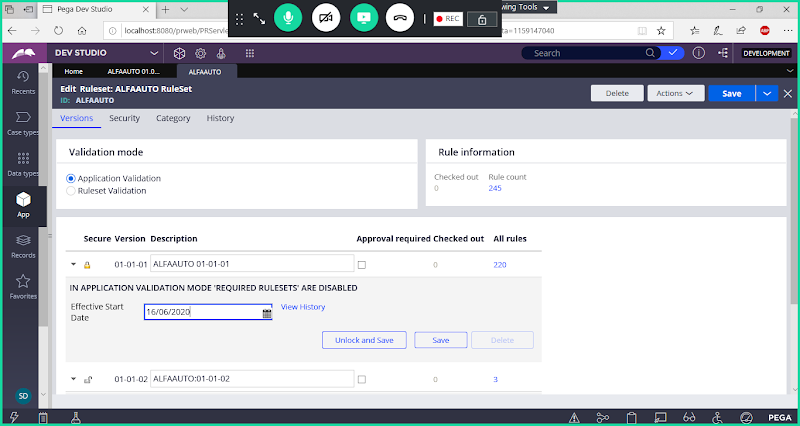 Pega Dev Studio
wing Tools
localhost:8080/prweb/PRServle
ta=1159147040
REC
ABP
DEV STUDIO
Search
DEVELOPMENT
Home
ALFAAUTO 01.0...
ALFAAUTO
Recents
Case types
Data types
App
Records
Favorites
SD
Edit Ruleset: ALFAAUTO RuleSet
ID: ALFAAUTO
Delete
Actions
Save
Versions Security Category History
Validation mode
Application Validation
Ruleset Validation
Rule information
Checked out Rule count
0 245
Secure Version Description Approval required Checked out All rules
01-01-01 ALFAAUTO 01-01-01 0 220
IN APPLICATION VALIDATION MODE 'REQUIRED RULESETS' ARE DISABLED
Effective Start
Date
16/06/2020
View History
Unlock and Save Save Delete
01-01-02 ALFAAUTO:01-01-02 0 3
PEGA